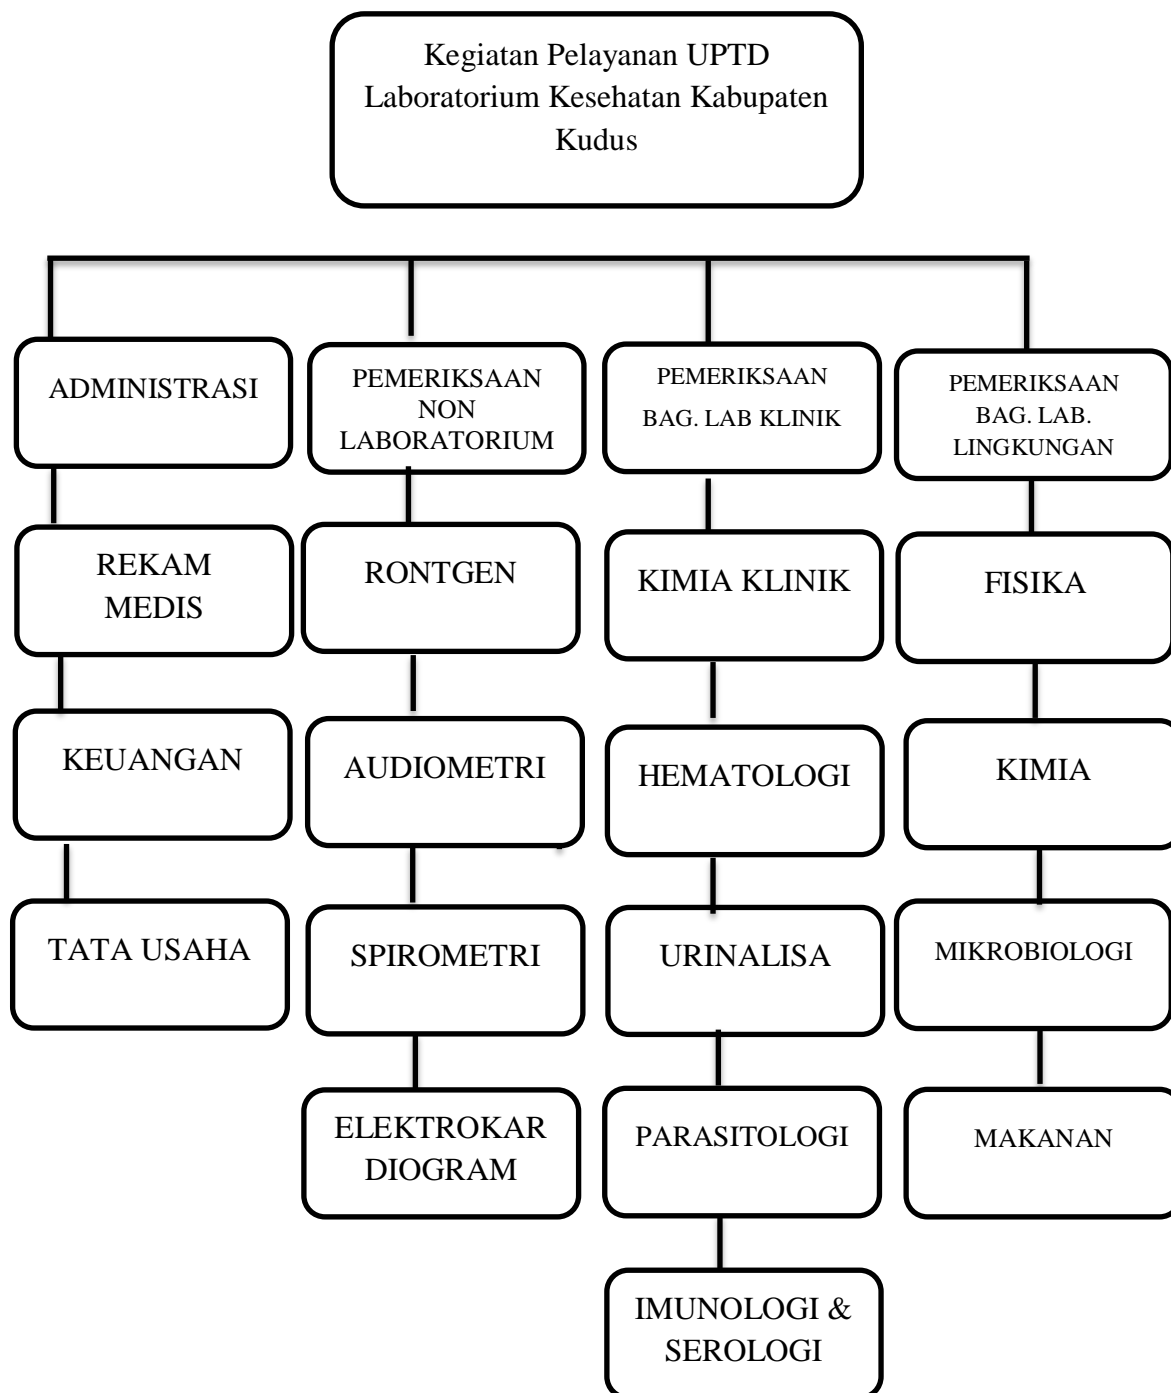 Kegiatan Pelayanan UPTD
Laboratorium Kesehatan Kabupaten
Kudus
ADMINISTRASI
PEMERIKSAAN
NON
LABORATORIUM
PEMERIKSAAN
BAG. LAB KLINIK
PEMERIKSAAN
BAG. LAB.
LINGKUNGAN
REKAM
MEDIS
RONTGEN
KIMIA KLINIK
FISIKA
KEUANGAN
AUDIOMETRI
HEMATOLOGI
KIMIA
TATA USAHA
SPIROMETRI
URINALISA
MIKROBIOLOGI
ELEKTROKAR
DIOGRAM
PARASITOLOGI
MAKANAN
IMUNOLOGI &
SEROLOGI